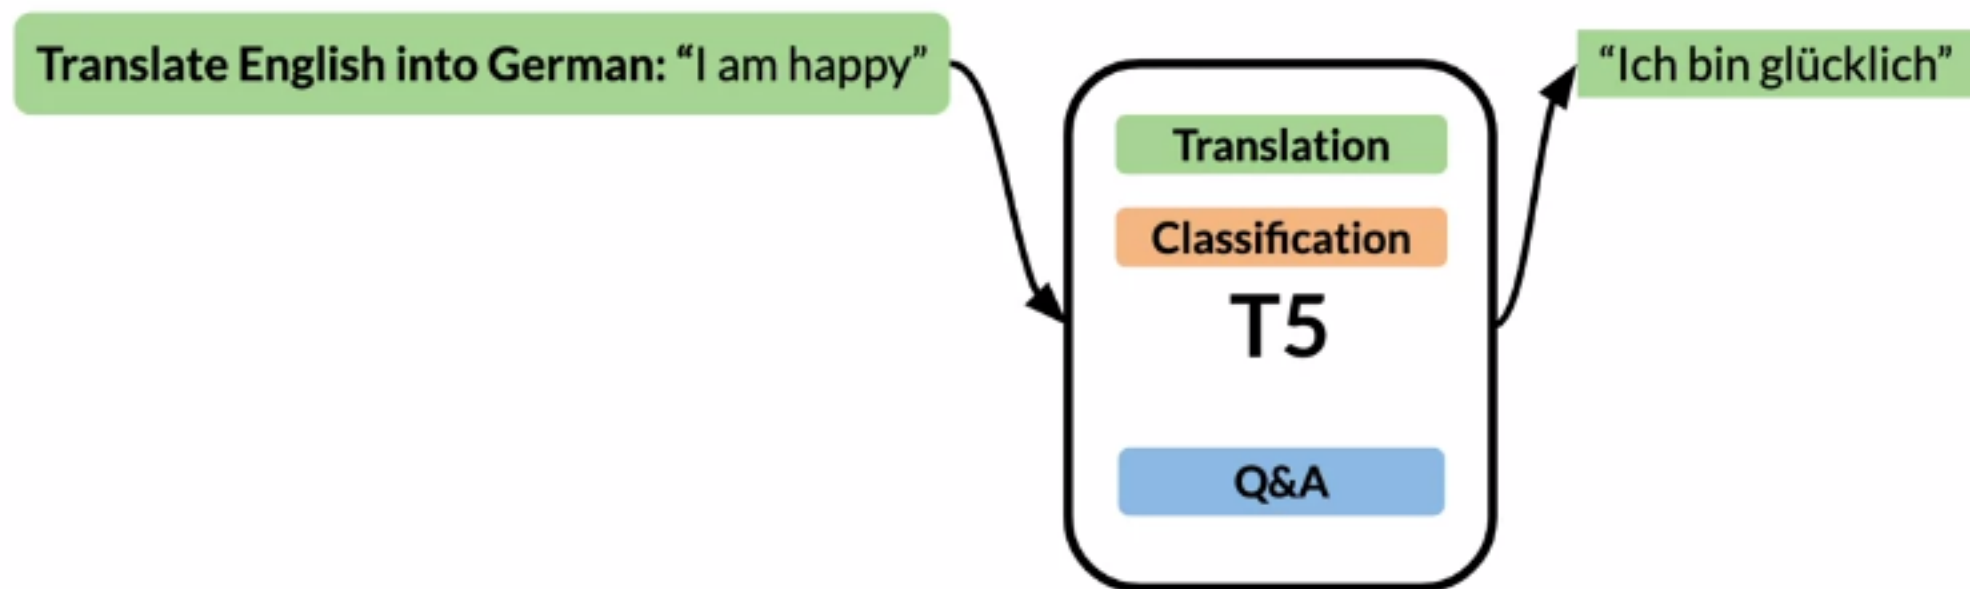 Translate English into German: “I am happy”
“Ich bin glücklich”
Translation
Classification
T5
Q&A